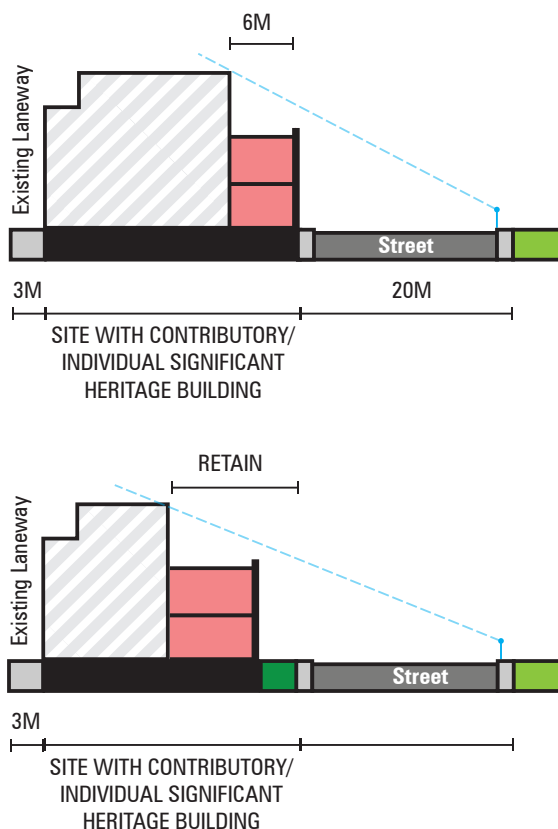 6M
Existing Laneway
Street
3M
20M
SITE WITH CONTRIBUTORY/
INDIVIDUAL SIGNIFICANT
HERITAGE BUILDING
RETAIN
Existing Laneway
Street
3M
SITE WITH CONTRIBUTORY/
INDIVIDUAL SIGNIFICANT
HERITAGE BUILDING